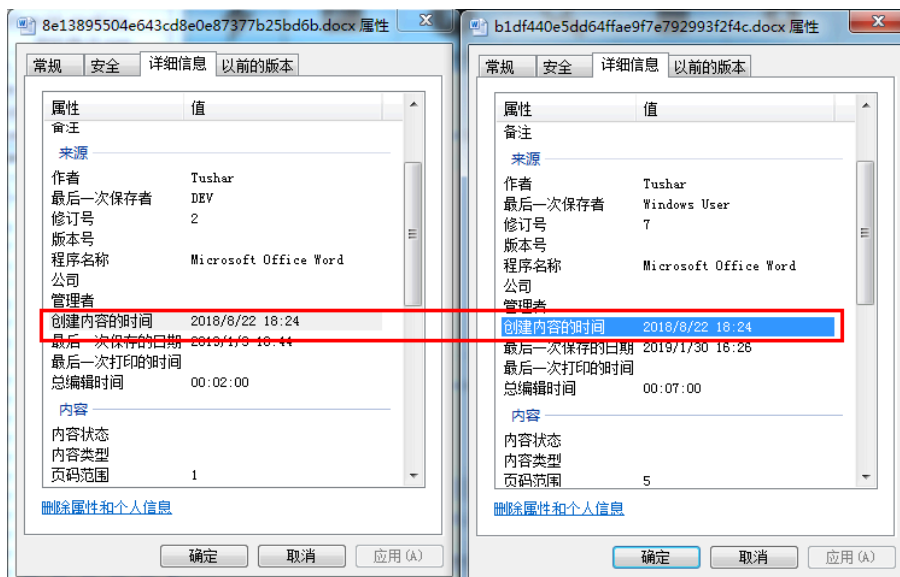 8e13895504e643cd8e0e87377b25bd6b.docx 属性
常规 安全 详细信息 以前的版本
属性 值
备注
来源
作者 Tushar
最后一次保存者 DEV
修订号 2
版本号
程序名称 Microsoft Office Word
公司
管理者
创建内容的时间 2018/8/22 18:24
最后一次保存的日期
最后一次打印的时间
总编辑时间 00:02:00
内容
内容状态
内容类型
页码范围 1
删除属性和个人信息
确定 取消 应用(A)
b1df440e5dd64ffae9f7e792993f2f4c.docx 属性
常规 安全 详细信息 以前的版本
属性 值
备注
来源
作者 Tushar
最后一次保存者 Windows User
修订号 7
版本号
程序名称 Microsoft Office Word
公司
管理者
创建内容的时间 2018/8/22 18:24
最后一次保存的日期 2019/1/30 16:26
最后一次打印的时间
总编辑时间 00:07:00
内容
内容状态
内容类型
页码范围 5
删除属性和个人信息
确定 取消 应用(A)